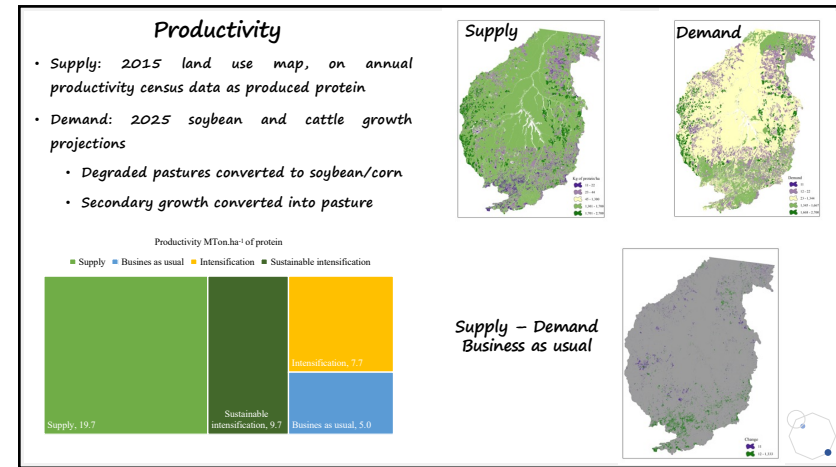 Productivity
• Supply: 2015 land use map, on annual
productivity census data as produced protein
• Demand: 2025 soybean and cattle growth
projections
• Degraded pastures converted to soybean/corn
• Secondary growth converted into pasture
Productivity MTon.ha-1 of protein
Supply Busines as usual Intensification Sustainable intensification
Supply, 19.7
Sustainable
intensification, 9.7
Intensification, 7.7
Busines as usual, 5.0
Supply
Kg of protein/ha
Demand
Demand
Supply – Demand
Business as usual
Change